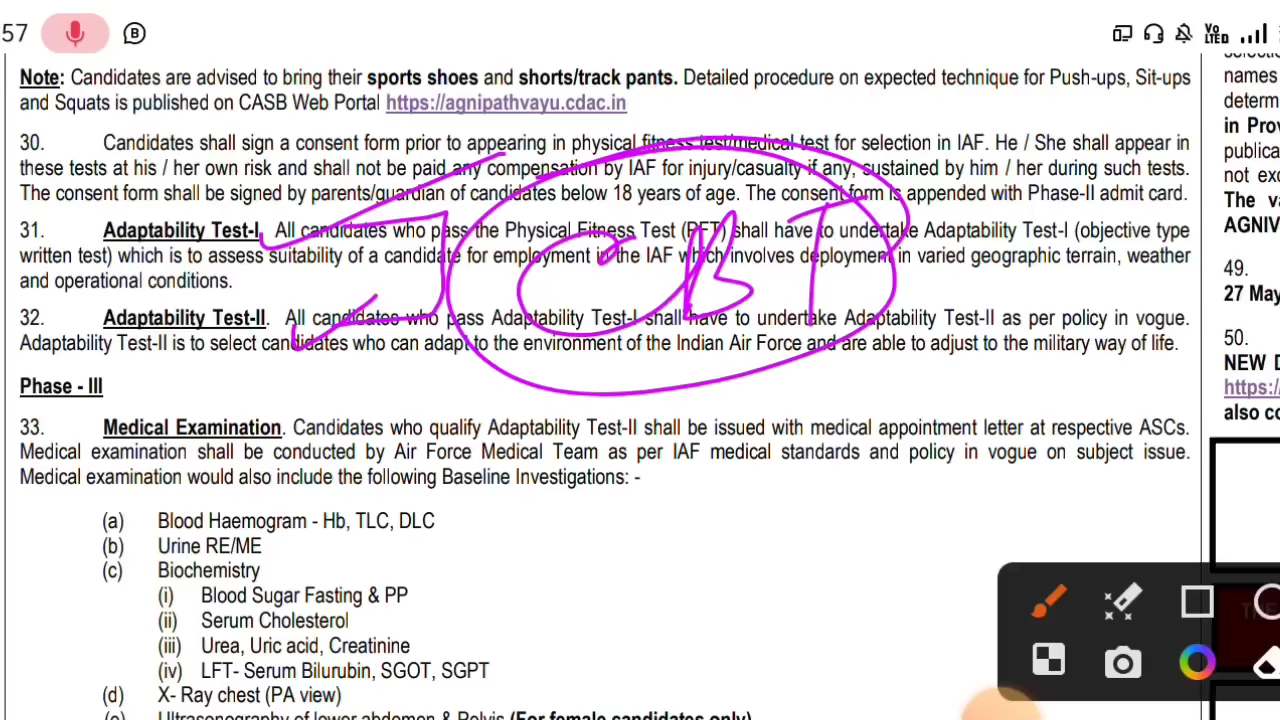 57
Note: Candidates are advised to bring their sports shoes and shorts/track pants. Detailed procedure on expected technique for Push-ups, Sit-ups
and Squats is published on CASB Web Portal https://agnipathvayu.cdac.in
30. Candidates shall sign a consent form prior to appearing in physical fitness test/medical test for selection in IAF. He / She shall appear in
these tests at his / her own risk and shall not be paid any compensation by IAF for injury/casualty if any, sustained by him / her during such tests.
The consent form shall be signed by parents/guardian of candidates below 18 years of age. The consent form is appended with Phase-II admit card.
31. Adaptability Test-I. All candidates who pass the Physical Fitness Test (PFT) shall have to undertake Adaptability Test-I (objective type
written test) which is to assess suitability of a candidate for employment in the IAF which involves deployment in varied geographic terrain, weather
and operational conditions.
CBT
32. Adaptability Test-II. All candidates who pass Adaptability Test-I shall have to undertake Adaptability Test-II as per policy in vogue.
Adaptability Test-II is to select candidates who can adapt to the environment of the Indian Air Force and are able to adjust to the military way of life.
Phase - III
33. Medical Examination. Candidates who qualify Adaptability Test-II shall be issued with medical appointment letter at respective ASCs.
Medical examination shall be conducted by Air Force Medical Team as per IAF medical standards and policy in vogue on subject issue.
Medical examination would also include the following Baseline Investigations: -
(a) Blood Haemogram - Hb, TLC, DLC
(b) Urine RE/ME
(c) Biochemistry
(i) Blood Sugar Fasting & PP
(ii) Serum Cholesterol
(iii) Urea, Uric acid, Creatinine
(iv) LFT- Serum Bilurubin, SGOT, SGPT
(d) X- Ray chest (PA view)
(e) Ultrasonography of lower abdomen & Pelvis (For female candidates only)
names
determ
in Prov
publica
not exc
The va
AGNIV
49.
27 May
50.
NEW D
https:/
also co